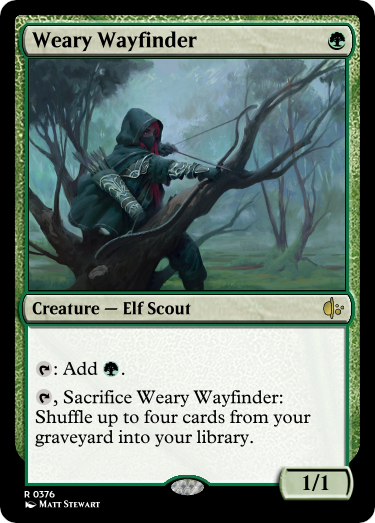 Weary Wayfinder
Creature — Elf Scout
: Add .
, Sacrifice Weary Wayfinder:
Shuffle up to four cards from your
graveyard into your library.
1/1
R 0376
Matt Stewart